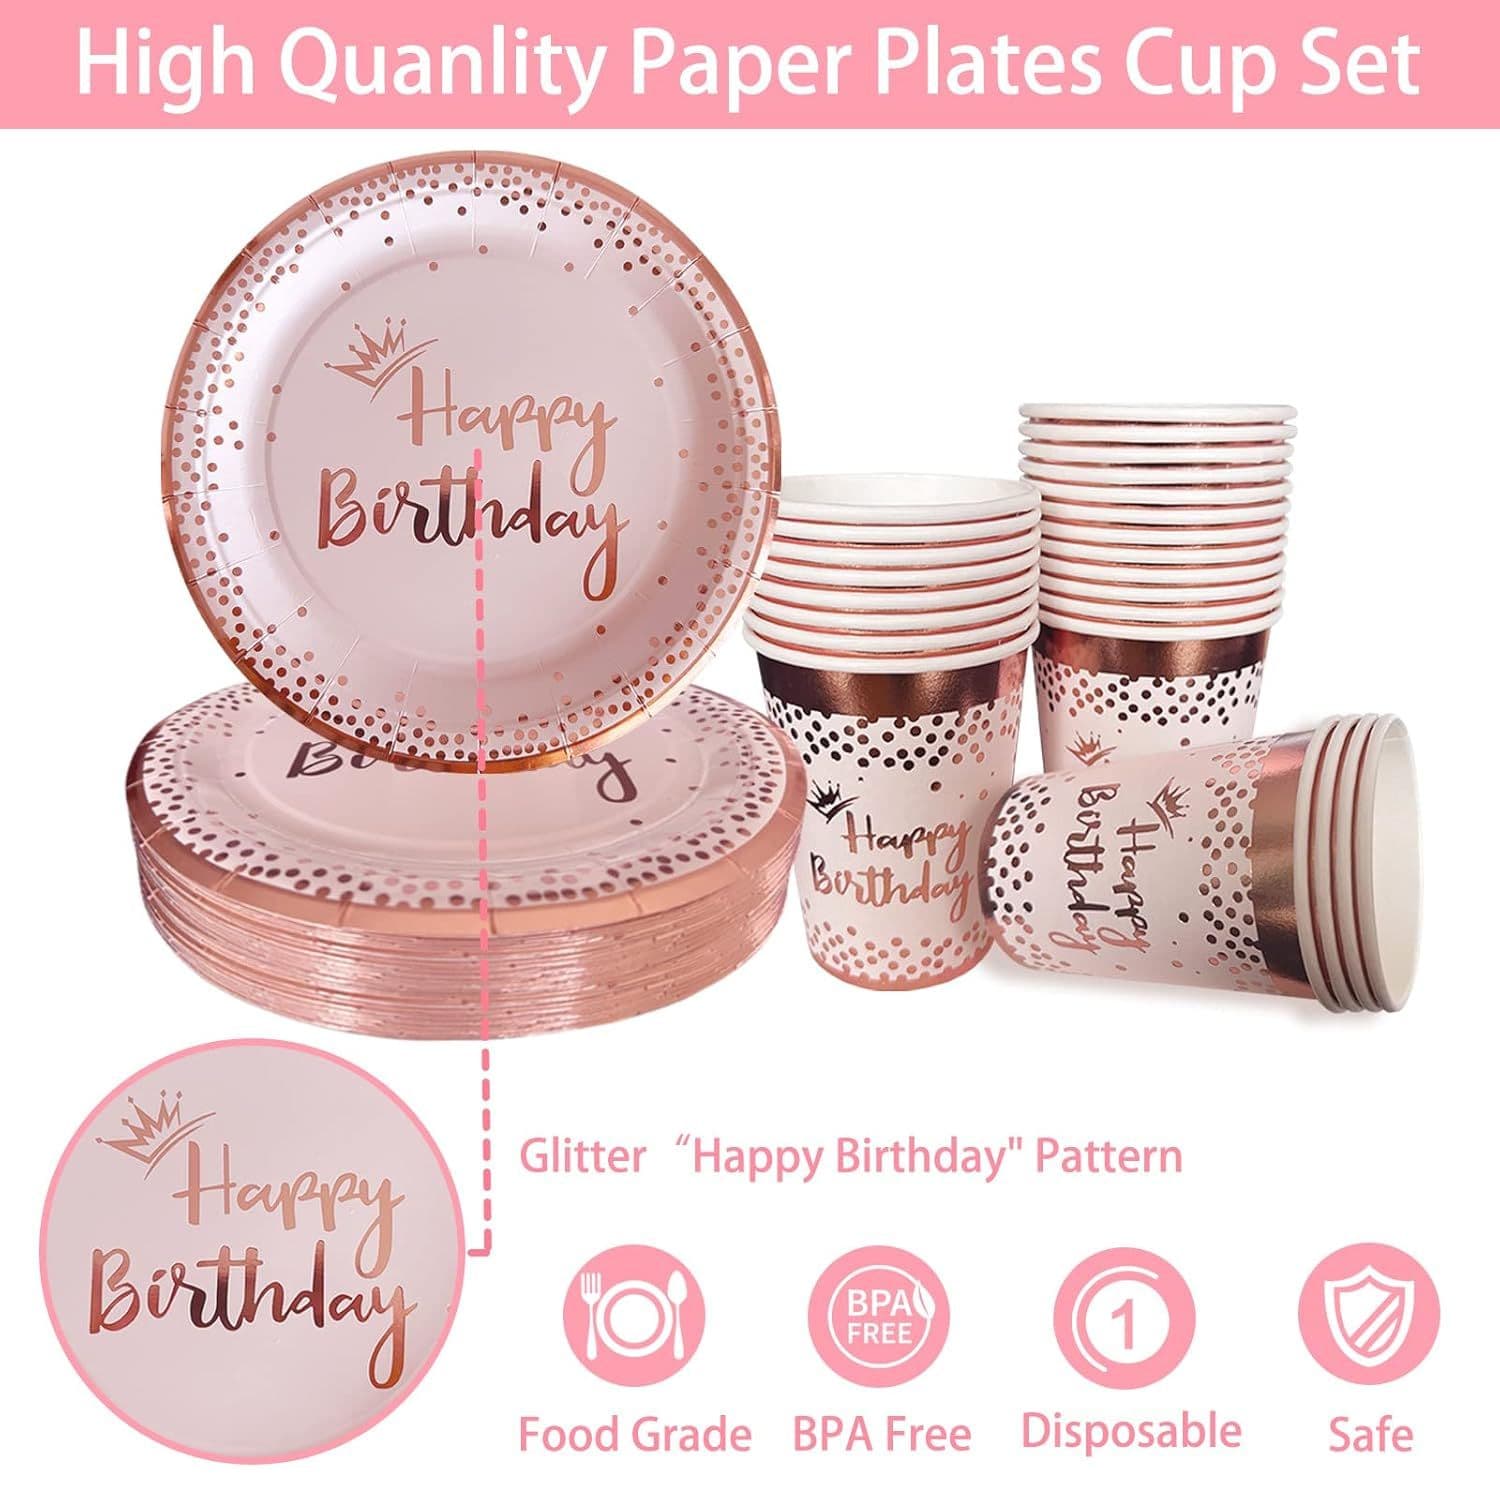 High Quanlity Paper Plates Cup Set
Happy
Birthday
Birthday
Happy
Birthday
Happy
Birthday
Happy
Birthday
Glitter “Happy Birthday" Pattern
BPA
FREE
1
Food Grade
BPA Free
Disposable
Safe